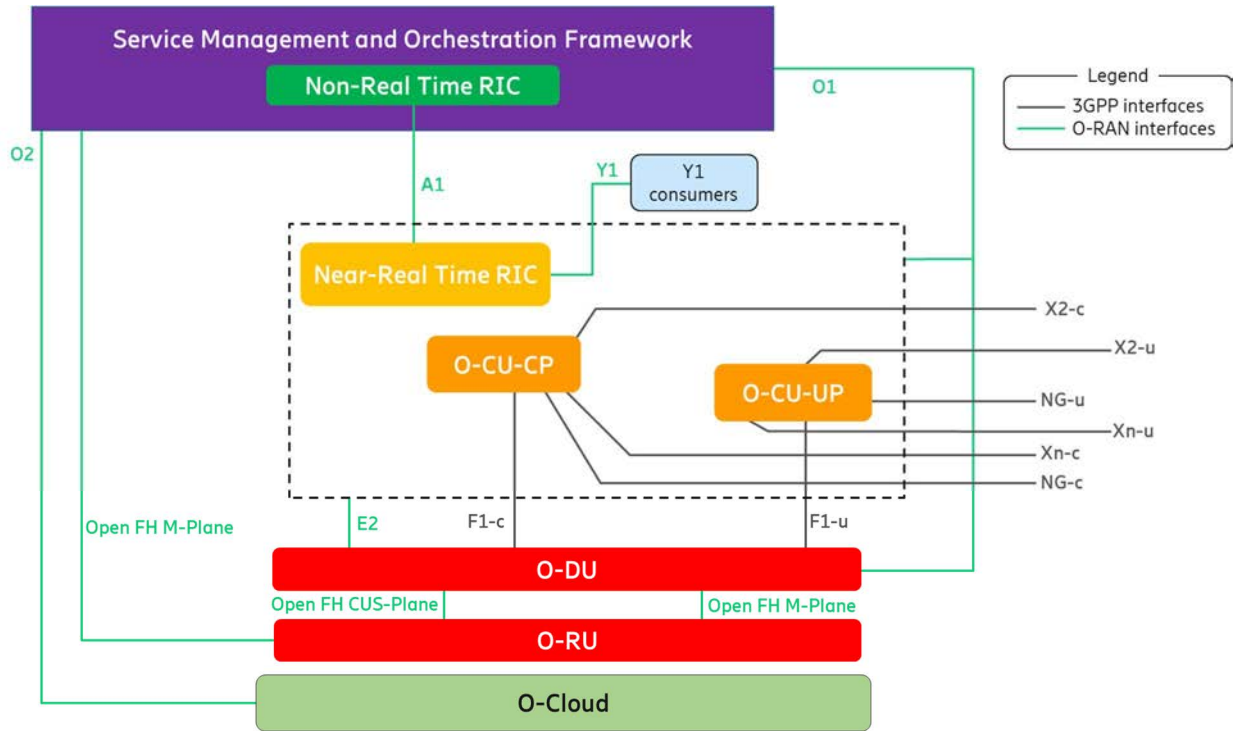 Service Management and Orchestration Framework
Non-Real Time RIC
O1
Legend
3GPP interfaces
O-RAN interfaces
O2
A1
Y1
Y1
consumers
Near-Real Time RIC
X2-c
O-CU-CP
X2-u
O-CU-UP
NG-u
Xn-u
Xn-c
NG-c
Open FH M-Plane
E2
F1-c
F1-u
O-DU
Open FH CUS-Plane
Open FH M-Plane
O-RU
O-Cloud